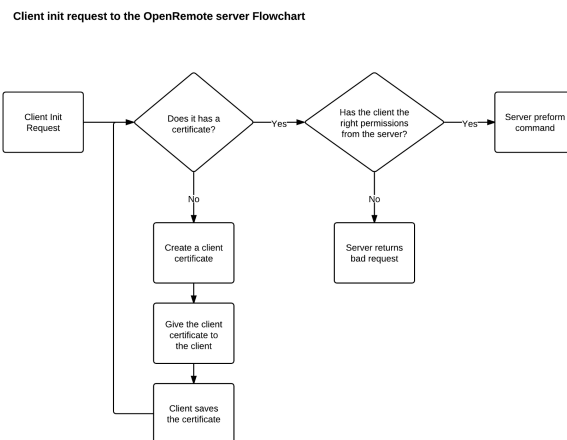 Client init request to the OpenRemote server Flowchart
Client Init
Request
Does it has a
certificate?
Yes
Has the client the
right permissions
from the server?
Yes
Server preform
command
No
No
Create a client
certificate
Server returns
bad request
Give the client
certificate to
the client
Client saves
the certificate